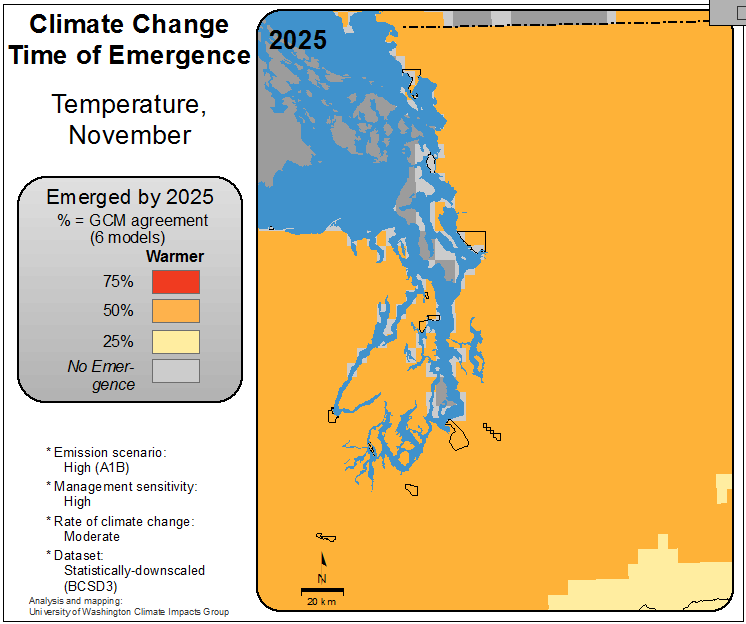 Climate Change
Time of Emergence
Temperature,
November
Emerged by 2025
% = GCM agreement
(6 models)
Warmer
75%
50%
25%
No Emer-
gence
* Emission scenario:
High (A1B)
* Management sensitivity:
High
* Rate of climate change:
Moderate
* Dataset:
Statistically-downscaled
(BCSD3)
Analysis and mapping:
University of Washington Climate Impacts Group
2025
N
20 km